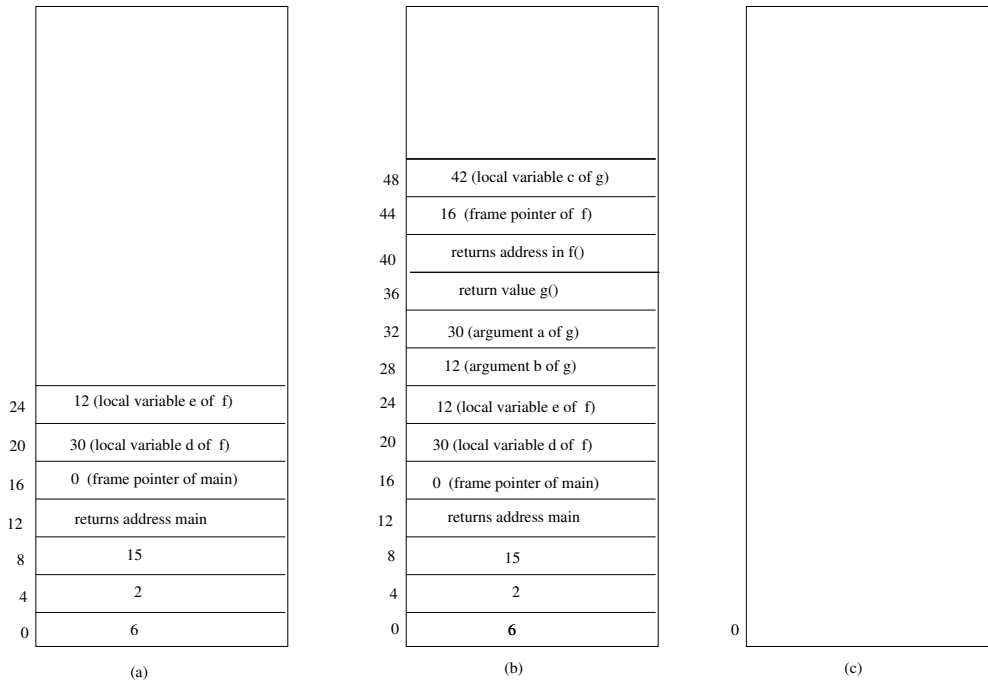 24 12 (local variable e of f)
20 30 (local variable d of f)
16 0 (frame pointer of main)
12 returns address main
8 15
4 2
0 6
(a)
48 42 (local variable c of g)
44 16 (frame pointer of f)
40 returns address in f()
36 return value g()
32 30 (argument a of g)
28 12 (argument b of g)
24 12 (local variable e of f)
20 30 (local variable d of f)
16 0 (frame pointer of main)
12 returns address main
8 15
4 2
0 6
(b)
0
(c)